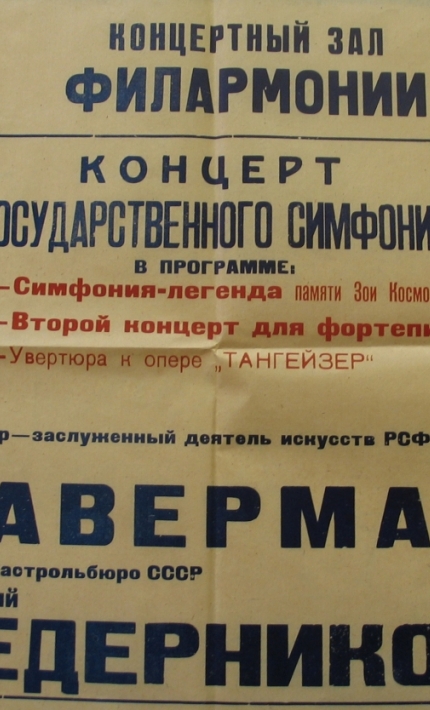 КОНЦЕРТНЫЙ ЗАЛ
ФИЛАРМОНИИ
КОНЦЕРТ
ОСУДАРСТВЕННОГО СИМФОНИ
В ПРОГРАММЕ:
–Симфония-легенда памяти Зои Космо
–Второй концерт для фортепи
-Увертюра к опере „ТАНГЕЙЗЕР"
р—заслуженный деятель искусств РСФ
АВЕРМА
астрольбюро СССР
ий
ЕДЕРНИКО